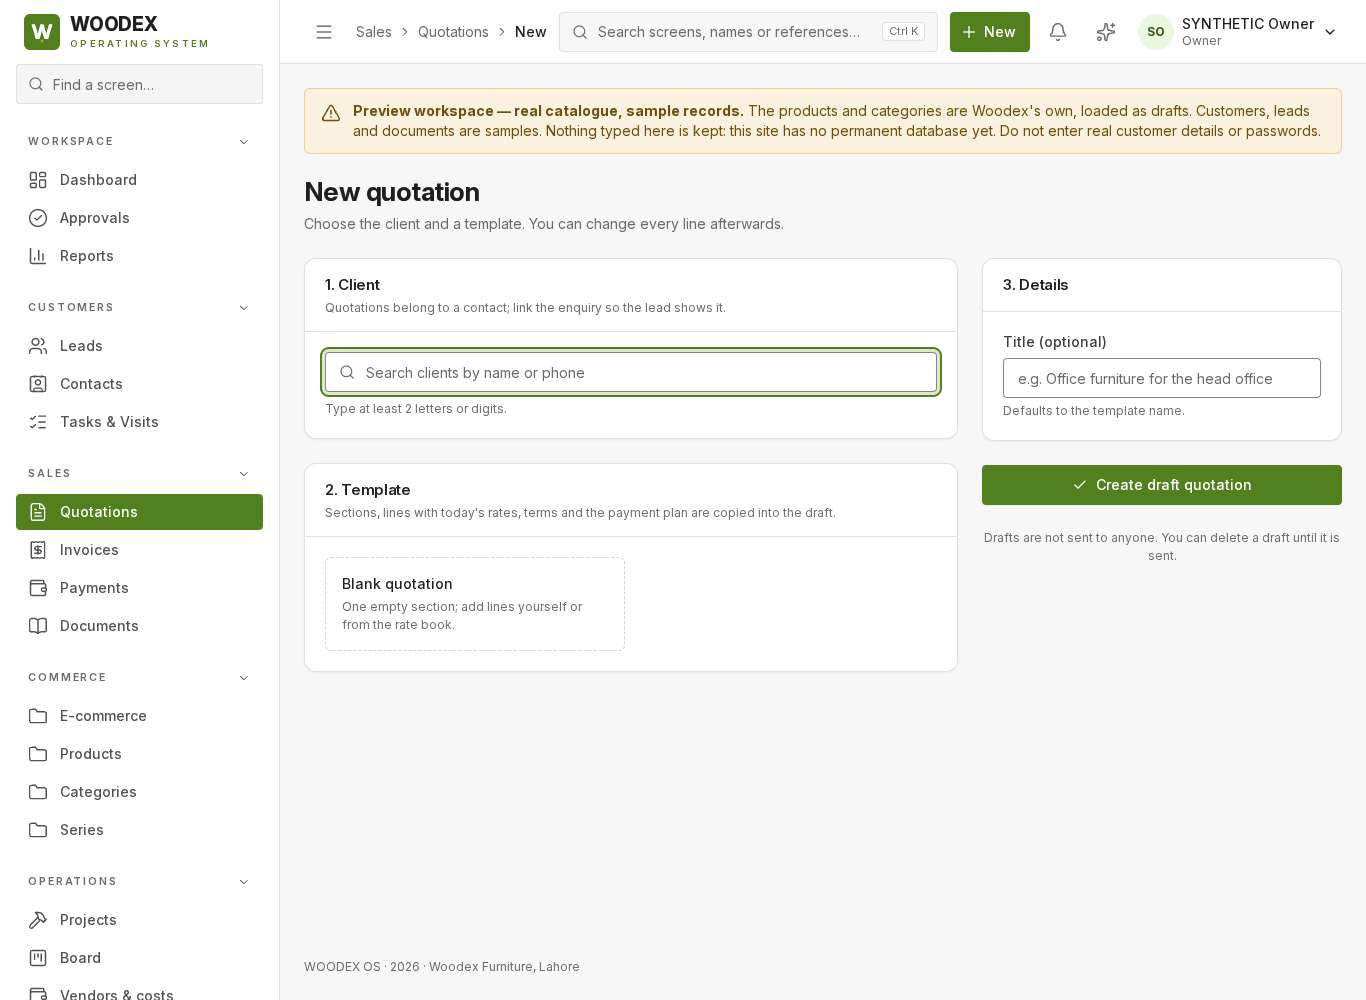 W
WOODEX
OPERATING SYSTEM
Find a screen…
WORKSPACE
Dashboard
Approvals
Reports
CUSTOMERS
Leads
Contacts
Tasks & Visits
SALES
Quotations
Invoices
Payments
Documents
COMMERCE
E-commerce
Products
Categories
Series
OPERATIONS
Projects
Board
Vendors & costs
Sales > Quotations > New
Search screens, names or references…
Ctrl K
New
SO
SYNTHETIC Owner
Owner
Preview workspace — real catalogue, sample records. The products and categories are Woodex's own, loaded as drafts. Customers, leads
and documents are samples. Nothing typed here is kept: this site has no permanent database yet. Do not enter real customer details or passwords.
New quotation
Choose the client and a template. You can change every line afterwards.
1. Client
Quotations belong to a contact; link the enquiry so the lead shows it.
Search clients by name or phone
Type at least 2 letters or digits.
2. Template
Sections, lines with today's rates, terms and the payment plan are copied into the draft.
Blank quotation
One empty section; add lines yourself or
from the rate book.
3. Details
Title (optional)
e.g. Office furniture for the head office
Defaults to the template name.
Create draft quotation
Drafts are not sent to anyone. You can delete a draft until it is
sent.
WOODEX OS · 2026 · Woodex Furniture, Lahore